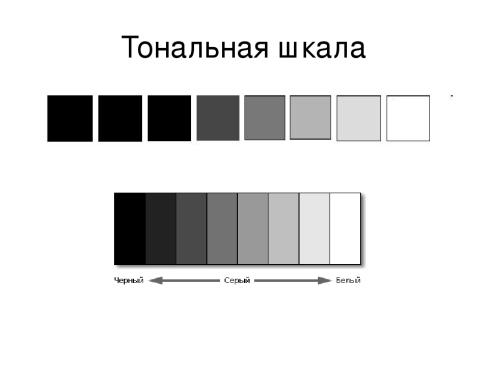 Тональная шкала
Черный Серый Белый